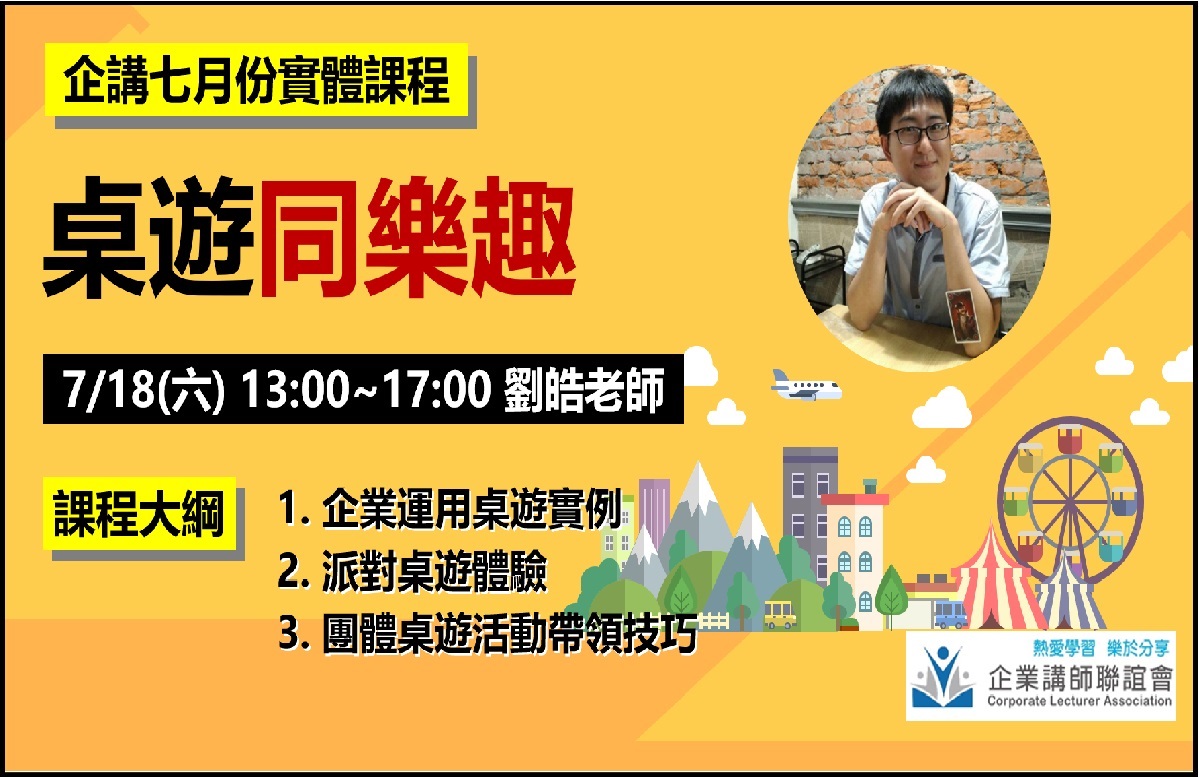 企講七月份實體課程
桌遊同樂趣
7/18(六) 13:00~17:00 劉皓老師
課程大綱
1. 企業運用桌遊實例
2. 派對桌遊體驗
3. 團體桌遊活動帶領技巧
熱愛學習 樂於分享
企業講師聯誼會
Corporate Lecturer Association